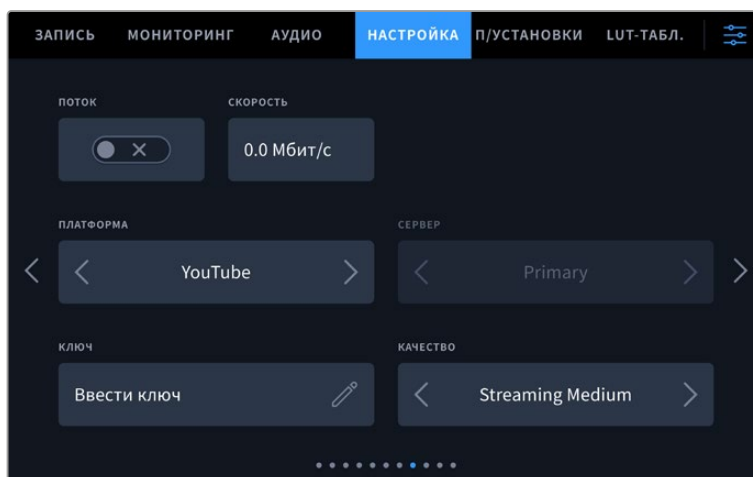 ЗАПИСЬ МОНИТОРИНГ АУДИО НАСТРОЙКА П/УСТАНОВКИ LUT-ТАБЛ.
ПОТОК СКОРОСТЬ
0.0 Мбит/с
ПЛАТФОРМА СЕРВЕР
YouTube Primary
КЛЮЧ КАЧЕСТВО
Ввести ключ Streaming Medium